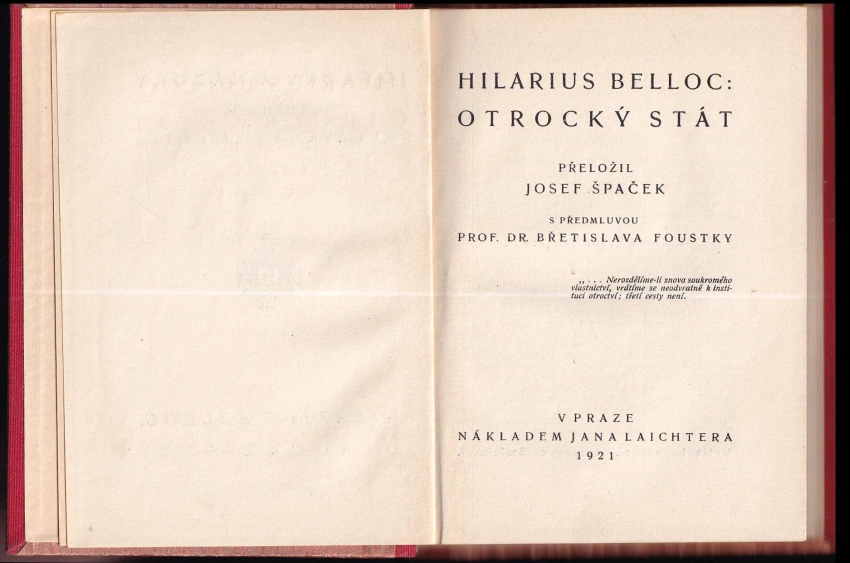 HILARIUS BELLOC:
OTROCKÝ STÁT
PŘELOŽIL
JOSEF ŠPAČEK
S PŘEDMLUVOU
PROF. DR. BŘETISLAVA FOUSTKY
„... Nerozdělíme-li znova soukromého
vlastnictví, vrátíme se neodvratně k insti-
tuci otroctví; třetí cesty není.
V PRAZE
NÁKLADEM JANA LAICHTERA
1921